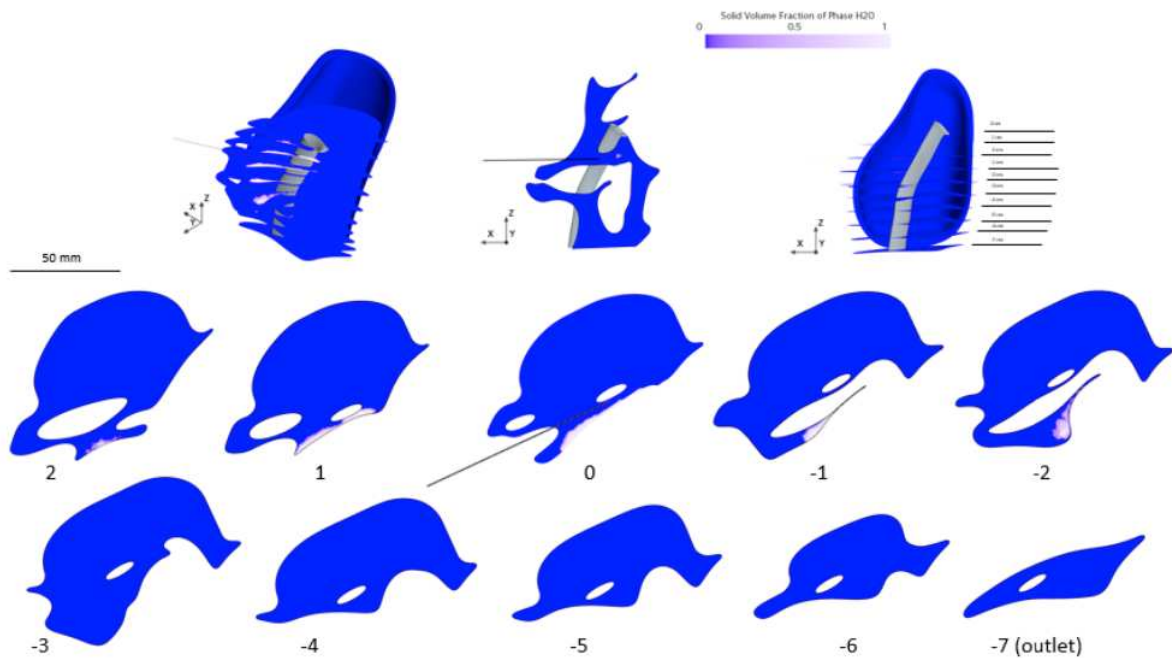 Solid Volume Fraction of Phase H2O
0 0.5 1
X Z
Y
Z
X Y
Z
X Y
50 mm
2 1 0 -1 -2
-3 -4 -5 -6 -7 (outlet)